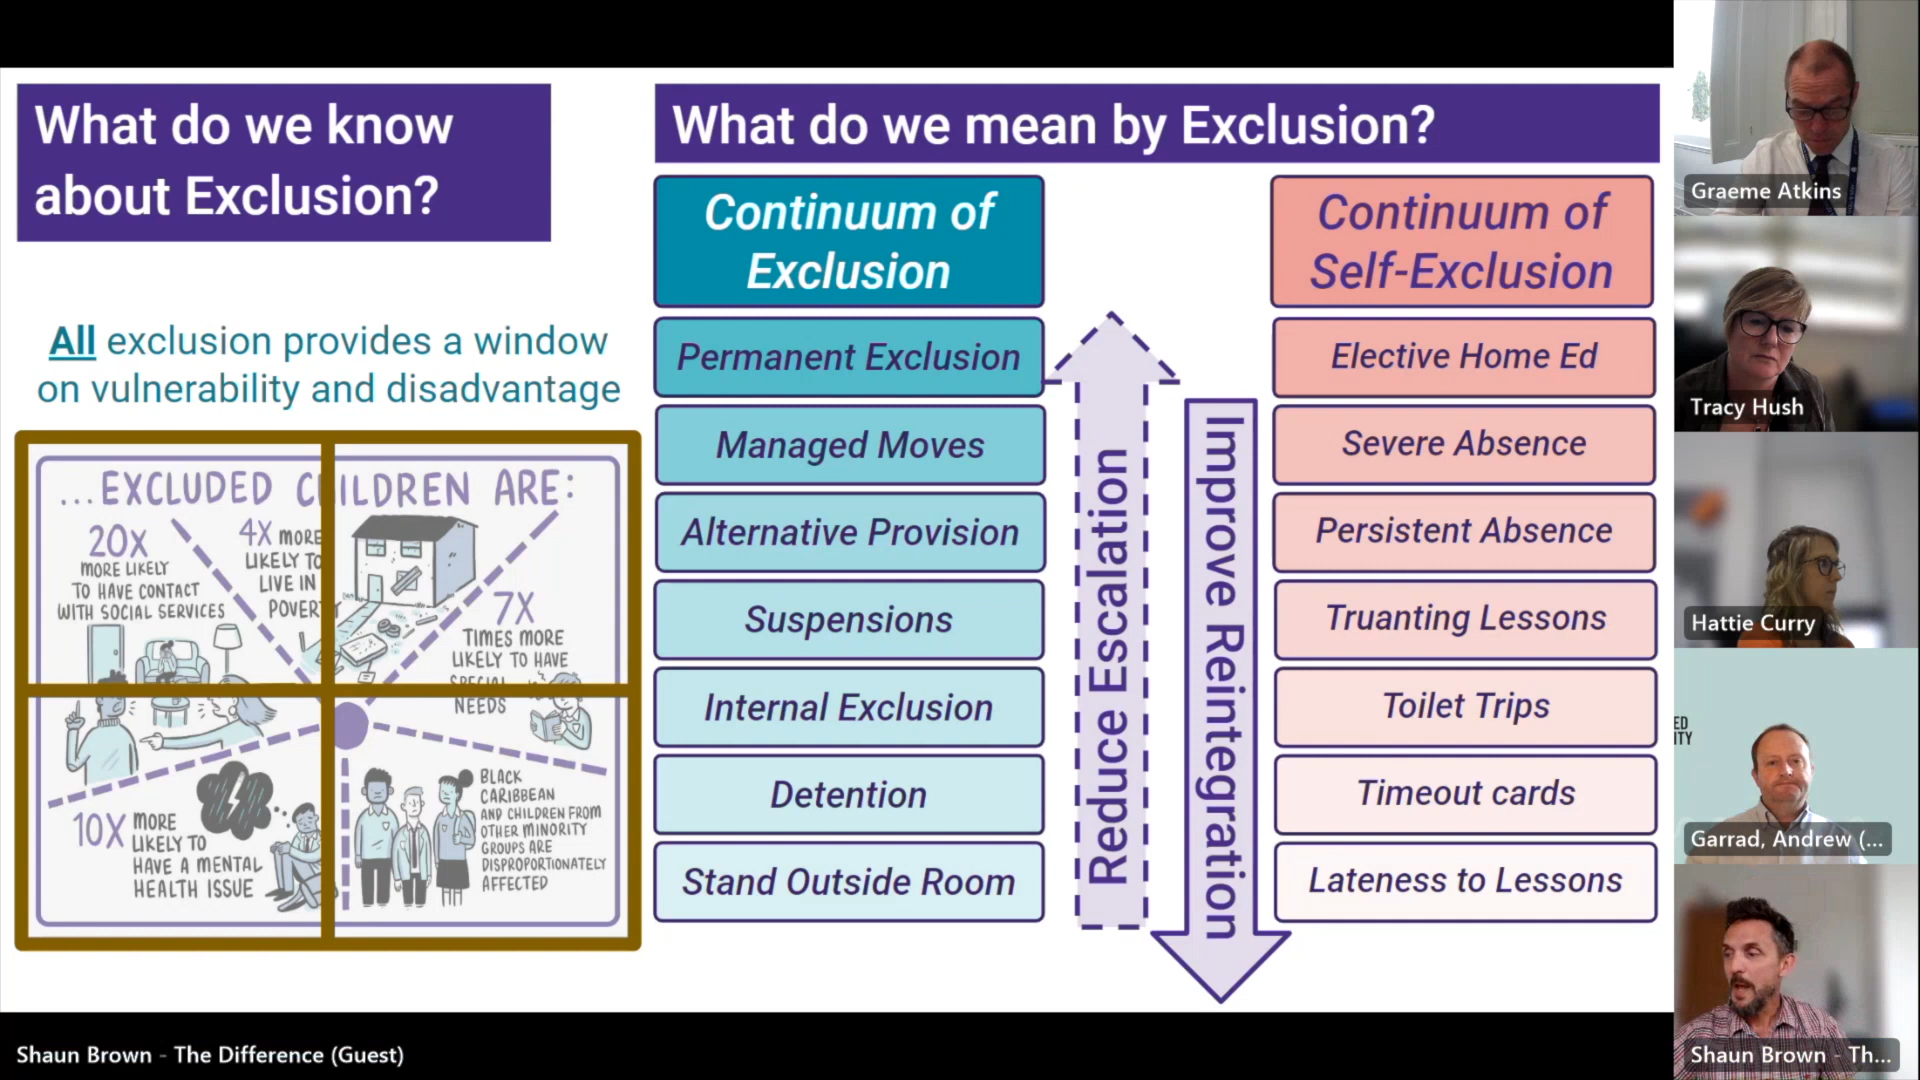 What do we know
about Exclusion?
All exclusion provides a window
on vulnerability and disadvantage
...EXCLUDED CHILDREN ARE:
20X
MORE LIKELY
TO HAVE CONTACT
WITH SOCIAL SERVICES
4X MORE
LIKELY TO
LIVE IN
POVERTY
7X
TIMES MORE
LIKELY TO HAVE
SPECIAL
NEEDS
10X MORE
LIKELY TO
HAVE A MENTAL
HEALTH ISSUE
BLACK
CARIBBEAN
AND CHILDREN FROM
OTHER MINORITY
GROUPS ARE
DISPROPORTIONATELY
AFFECTED
What do we mean by Exclusion?
Continuum of
Exclusion
Permanent Exclusion
Managed Moves
Alternative Provision
Suspensions
Internal Exclusion
Detention
Stand Outside Room
Reduce Escalation
Improve Reintegration
Continuum of
Self-Exclusion
Elective Home Ed
Severe Absence
Persistent Absence
Truanting Lessons
Toilet Trips
Timeout cards
Lateness to Lessons
Graeme Atkins
Tracy Hush
Hattie Curry
ED
ITY
Garrad, Andrew (...
Shaun Brown - Th...
Shaun Brown - The Difference (Guest)